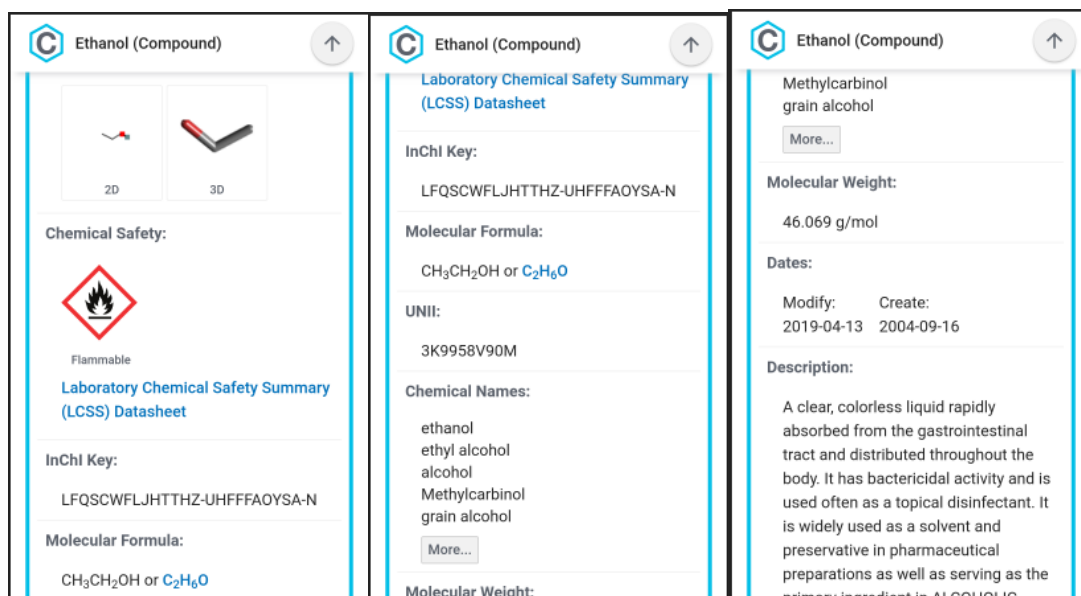 Ethanol (Compound)
2D
3D
Chemical Safety:
Flammable
Laboratory Chemical Safety Summary
(LCSS) Datasheet
InChI Key:
LFQSCWFLJHTTHZ-UHFFFAOYSA-N
Molecular Formula:
CH₃CH₂OH or C₂H₆O
Ethanol (Compound)
Laboratory Chemical Safety Summary
(LCSS) Datasheet
InChI Key:
LFQSCWFLJHTTHZ-UHFFFAOYSA-N
Molecular Formula:
CH₃CH₂OH or C₂H₆O
UNII:
3K9958V90M
Chemical Names:
ethanol
ethyl alcohol
alcohol
Methylcarbinol
grain alcohol
More...
Molecular Weight:
Ethanol (Compound)
Methylcarbinol
grain alcohol
More...
Molecular Weight:
46.069 g/mol
Dates:
Modify: Create:
2019-04-13 2004-09-16
Description:
A clear, colorless liquid rapidly
absorbed from the gastrointestinal
tract and distributed throughout the
body. It has bactericidal activity and is
used often as a topical disinfectant. It
is widely used as a solvent and
preservative in pharmaceutical
preparations as well as serving as the
primary ingredient in ALCOHOLIC